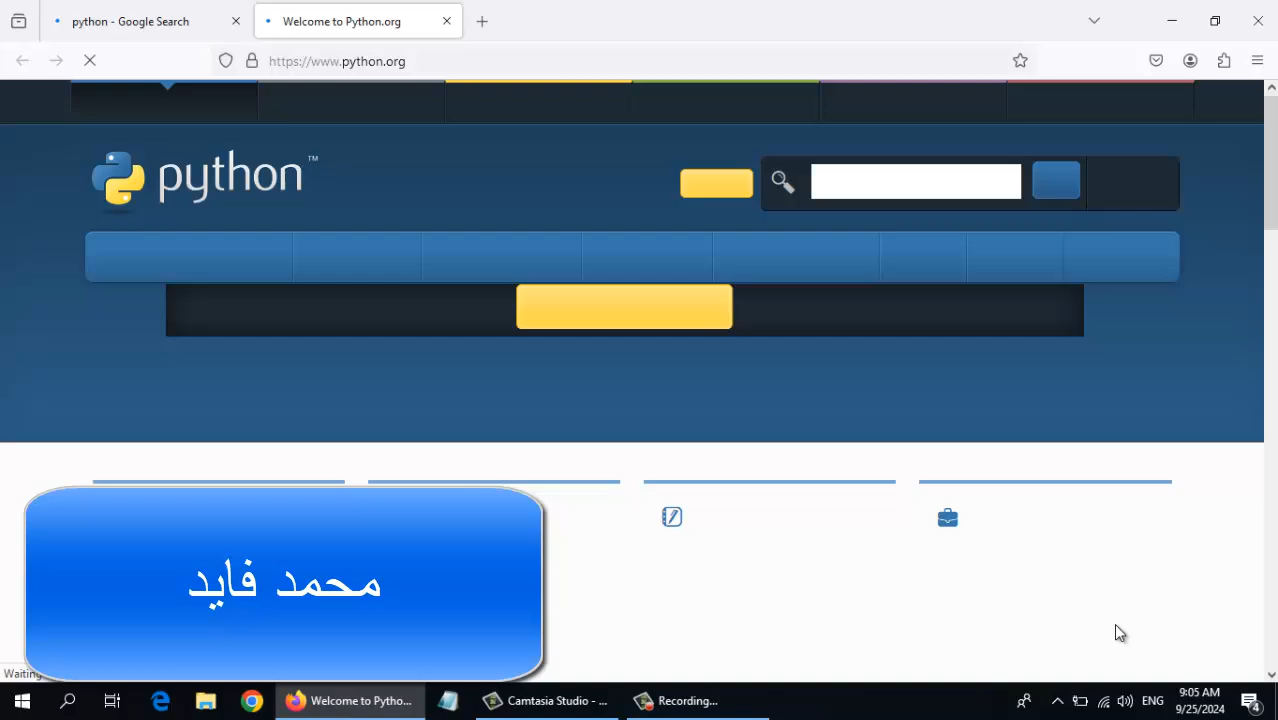 python - Google Search
Welcome to Python.org
https://www.python.org
python™
محمد فايد
Waiting
Welcome to Pytho...
Camtasia Studio - ...
Recording...
ENG
9:05 AM
9/25/2024
4